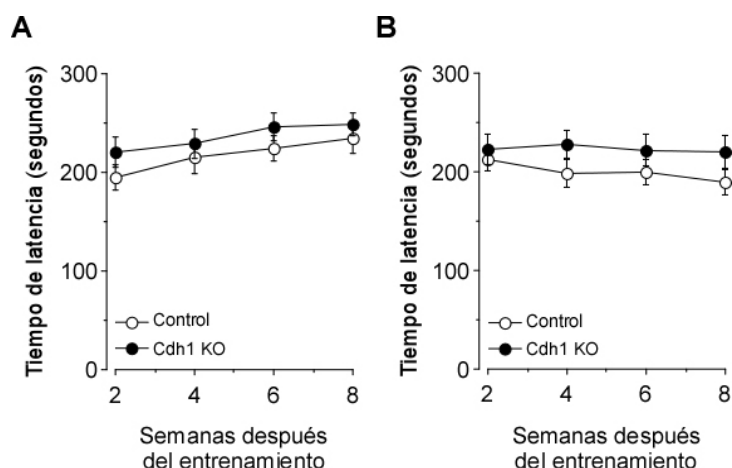 A
Tiempo de latencia (segundos)
300
200
100
0
Control
Cdh1 KO
2 4 6 8
Semanas después
del entrenamiento
B
Tiempo de latencia (segundos)
300
200
100
0
Control
Cdh1 KO
2 4 6 8
Semanas después
del entrenamiento